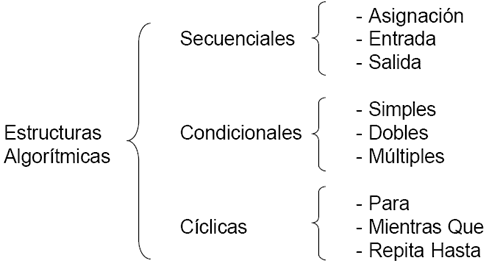 Estructuras
Algorítmicas
Secuenciales
- Asignación
- Entrada
- Salida
Condicionales
- Simples
- Dobles
- Múltiples
Cíclicas
- Para
- Mientras Que
- Repita Hasta